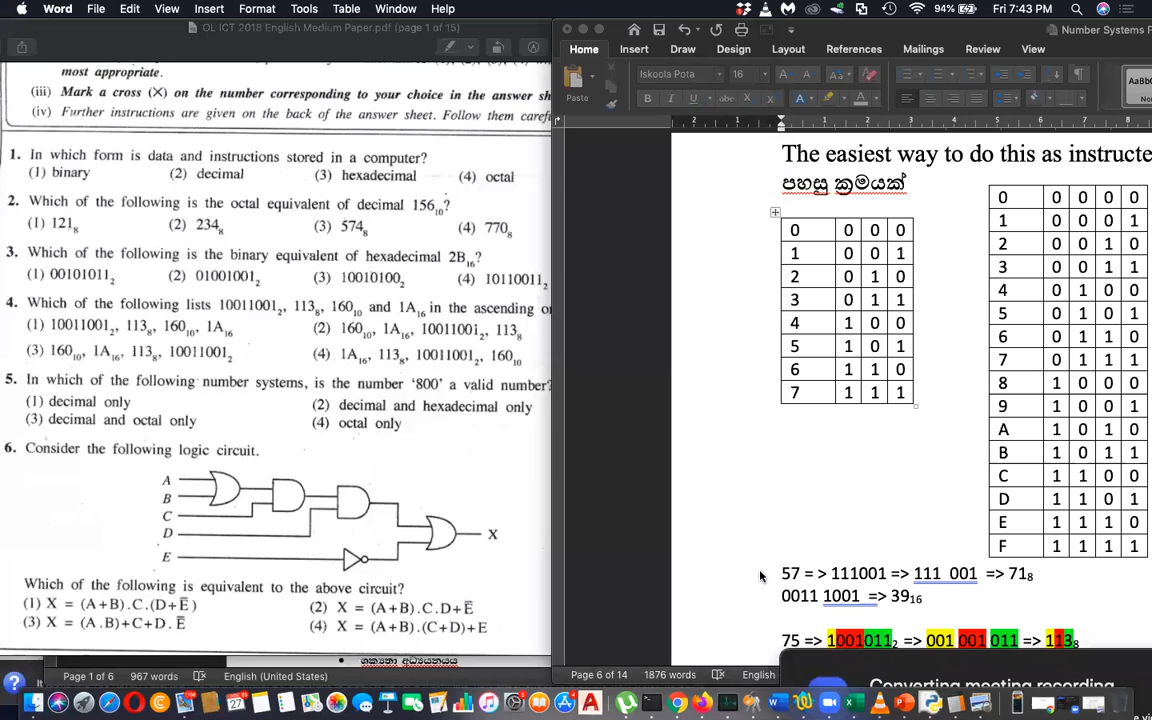 Word File Edit View Insert Format Tools Table Window Help 94% Fri 7:43 PM
OL ICT 2018 English Medium Paper.pdf (page 1 of 15)
Number Systems
Home Insert Draw Design Layout References Mailings Review View
Paste Iskoola Pota 16 AaBb
most appropriate.
(iii) Mark a cross (X) on the number corresponding to your choice in the answer sh
(iv) Further instructions are given on the back of the answer sheet. Follow them caref
1. In which form is data and instructions stored in a computer?
(1) binary (2) decimal (3) hexadecimal (4) octal
2. Which of the following is the octal equivalent of decimal 156₁₀?
(1) 121₈ (2) 234₈ (3) 574₈ (4) 770₈
3. Which of the following is the binary equivalent of hexadecimal 2B₁₆?
(1) 00101011₂ (2) 01001001₂ (3) 10010100₂ (4) 10110011₂
4. Which of the following lists 10011001₂, 113₈, 160₁₀ and 1A₁₆ in the ascending or
(1) 10011001₂, 113₈, 160₁₀, 1A₁₆ (2) 160₁₀, 1A₁₆, 10011001₂, 113₈
(3) 160₁₀, 1A₁₆, 113₈, 10011001₂ (4) 1A₁₆, 113₈, 10011001₂, 160₁₀
5. In which of the following number systems, is the number '800' a valid number?
(1) decimal only (2) decimal and hexadecimal only
(3) decimal and octal only (4) octal only
6. Consider the following logic circuit.
A
B
C
D
E
X
Which of the following is equivalent to the above circuit?
(1) X = (A+B).C.(D+E̅) (2) X = (A+B).C.D+E̅
(3) X = (A.B)+C+D.E̅ (4) X = (A+B).(C+D)+E
ශක්‍යතා අධ්‍යයනය
Page 1 of 6 967 words English (United States)
2 1 1 2 3 4 5 6 7 8
The easiest way to do this as instructe
පහසු ක්‍රමයක්
0 0 0 0
1 0 0 1
2 0 1 0
3 0 1 1
4 1 0 0
5 1 0 1
6 1 1 0
7 1 1 1
0 0 0 0 0
1 0 0 0 1
2 0 0 1 0
3 0 0 1 1
4 0 1 0 0
5 0 1 0 1
6 0 1 1 0
7 0 1 1 1
8 1 0 0 0
9 1 0 0 1
A 1 0 1 0
B 1 0 1 1
C 1 1 0 0
D 1 1 0 1
E 1 1 1 0
F 1 1 1 1
57 = > 111001 => 111 001 => 71₈
0011 1001 => 39₁₆
75 => 1001011₂ => 001 001 011 => 113₈
Page 6 of 14 1876 words English
Converting meeting recording